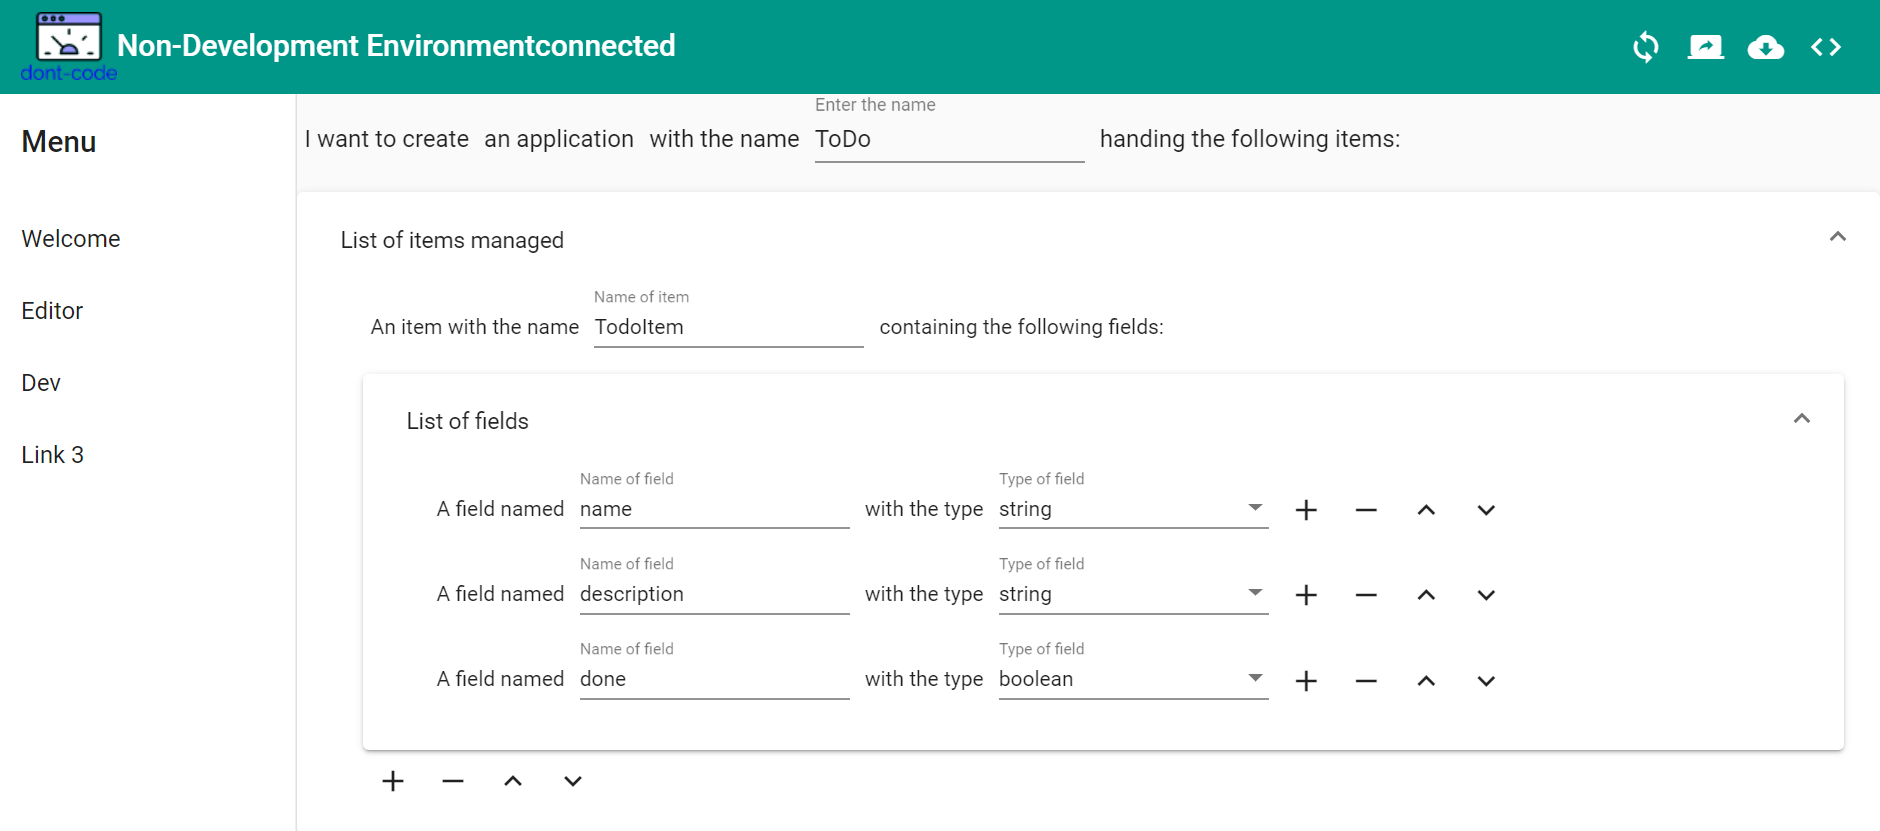 dont-code
Non-Development Environmentconnected
Menu
Welcome
Editor
Dev
Link 3
Enter the name
I want to create an application with the name ToDo handing the following items:
List of items managed
Name of item
An item with the name TodoItem containing the following fields:
List of fields
Name of field Type of field
A field named name with the type string
Name of field Type of field
A field named description with the type string
Name of field Type of field
A field named done with the type boolean